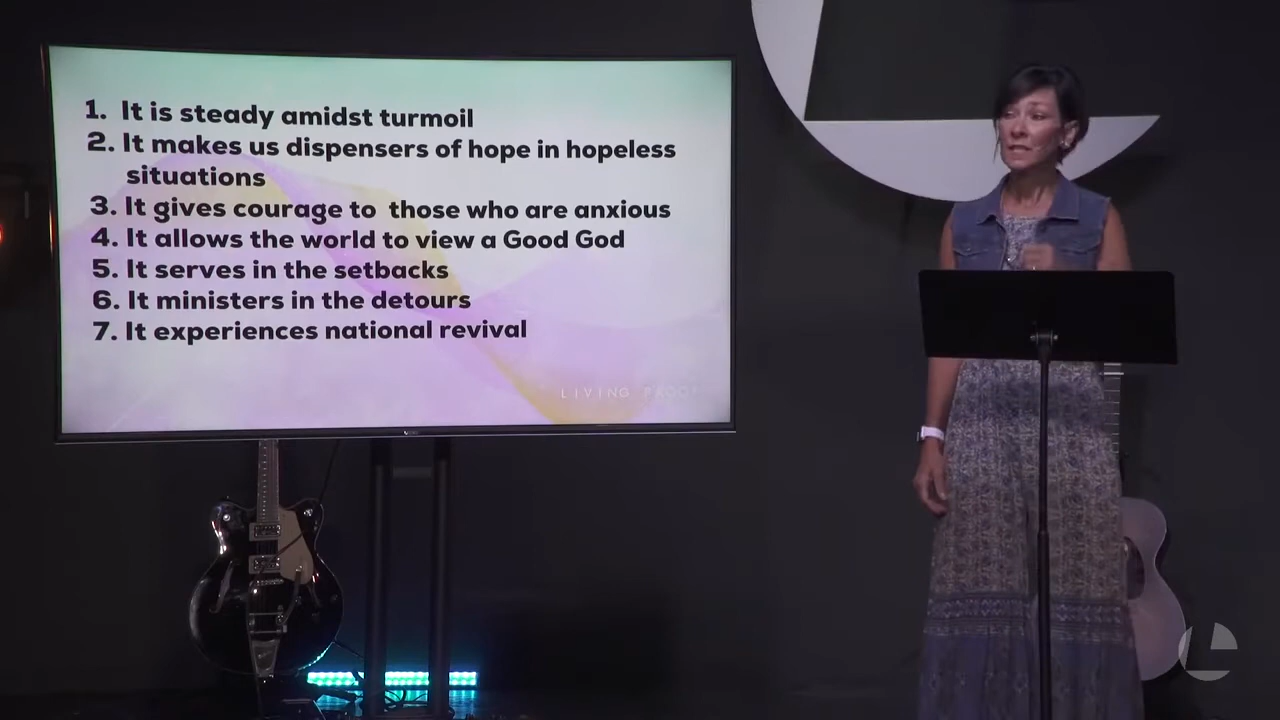 1. It is steady amidst turmoil
2. It makes us dispensers of hope in hopeless
situations
3. It gives courage to those who are anxious
4. It allows the world to view a Good God
5. It serves in the setbacks
6. It ministers in the detours
7. It experiences national revival
LIVING PROOF